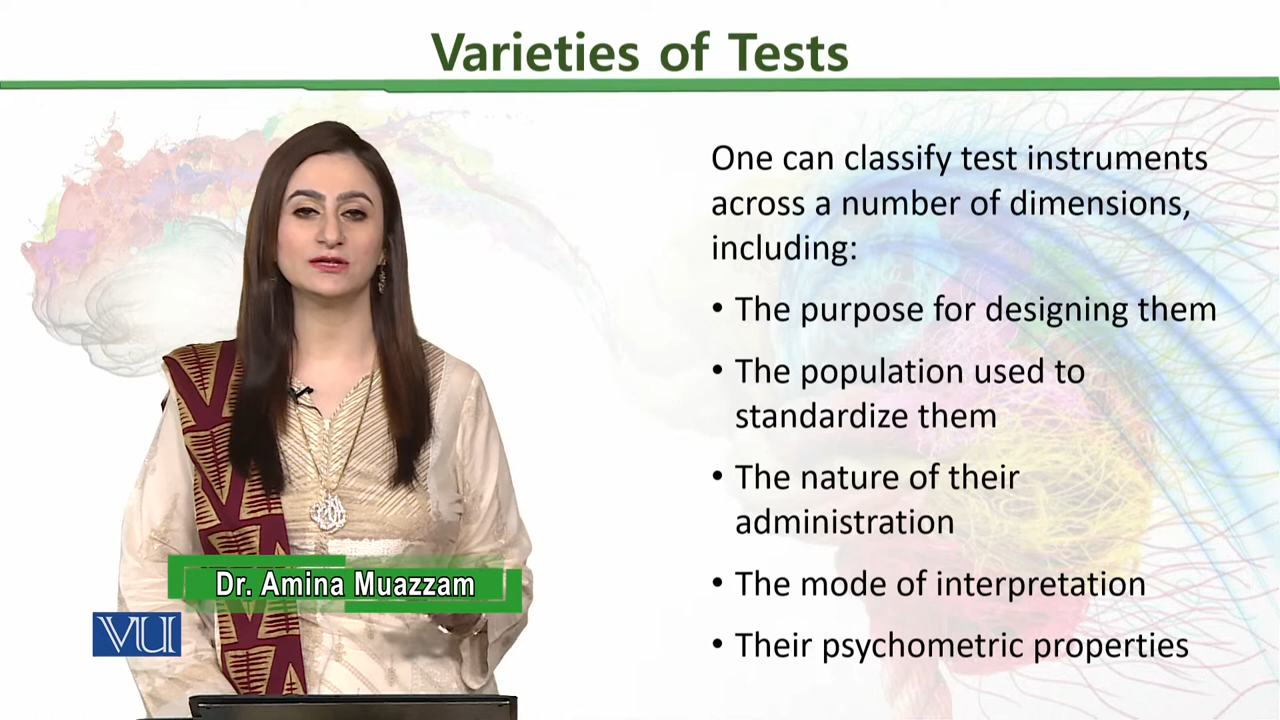 Varieties of Tests
One can classify test instruments
across a number of dimensions,
including:
• The purpose for designing them
• The population used to
standardize them
• The nature of their
administration
• The mode of interpretation
• Their psychometric properties
Dr. Amina Muazzam
VU